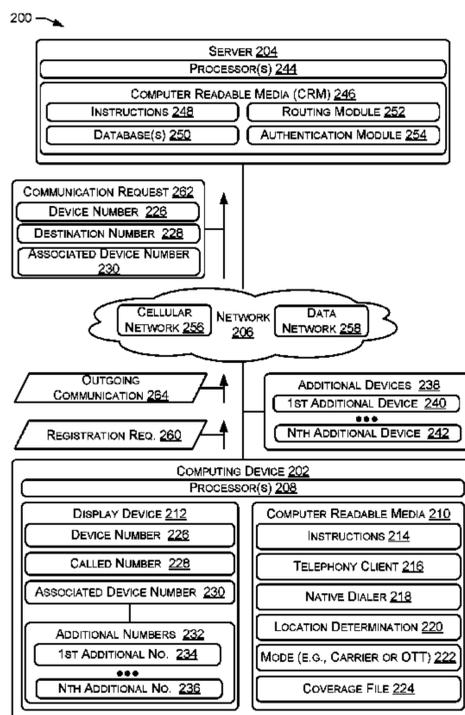 200
SERVER 204
PROCESSOR(S) 244
COMPUTER READABLE MEDIA (CRM) 246
INSTRUCTIONS 248
ROUTING MODULE 252
DATABASE(S) 250
AUTHENTICATION MODULE 254
COMMUNICATION REQUEST 262
DEVICE NUMBER 226
DESTINATION NUMBER 228
ASSOCIATED DEVICE NUMBER
230
CELLULAR
NETWORK 256
NETWORK
206
DATA
NETWORK 258
OUTGOING
COMMUNICATION 264
REGISTRATION REQ. 260
ADDITIONAL DEVICES 238
1ST ADDITIONAL DEVICE 240
•••
NTH ADDITIONAL DEVICE 242
COMPUTING DEVICE 202
PROCESSOR(S) 208
DISPLAY DEVICE 212
DEVICE NUMBER 226
CALLED NUMBER 228
ASSOCIATED DEVICE NUMBER 230
ADDITIONAL NUMBERS 232
1ST ADDITIONAL NO. 234
•••
NTH ADDITIONAL NO. 236
COMPUTER READABLE MEDIA 210
INSTRUCTIONS 214
TELEPHONY CLIENT 216
NATIVE DIALER 218
LOCATION DETERMINATION 220
MODE (E.G., CARRIER OR OTT) 222
COVERAGE FILE 224